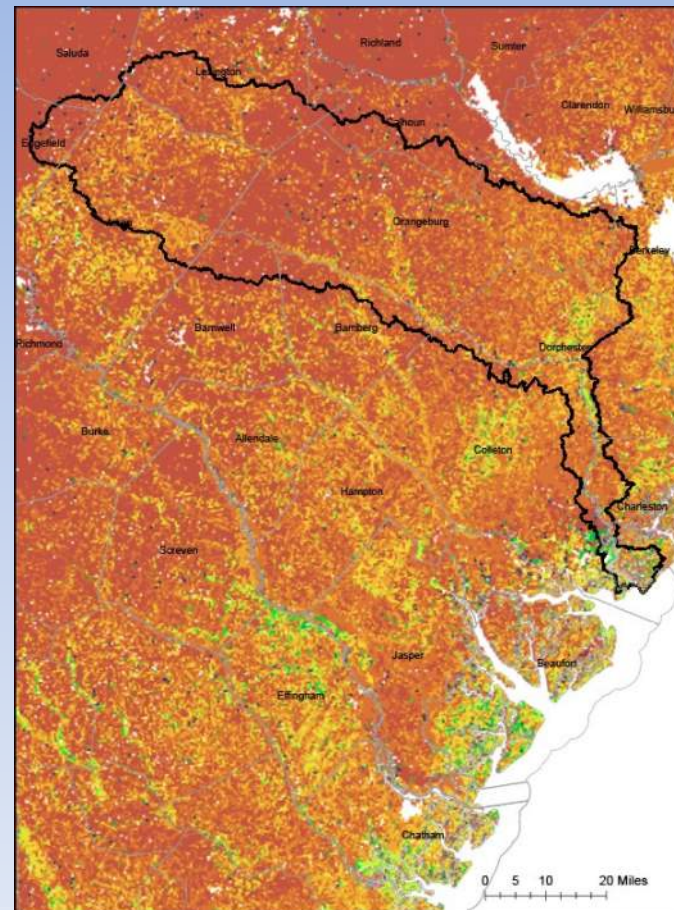 Richland
Sumter
Saluda
Lexington
Clarendon
Williamsbu
Calhoun
Edgefield
Orangeburg
Berkeley
Barnwell
Bamberg
Richmond
Dorchester
Burke
Allendale
Colleton
Hampton
Charleston
Screven
Jasper
Beaufort
Effingham
Chatham
0 5 10 20 Miles